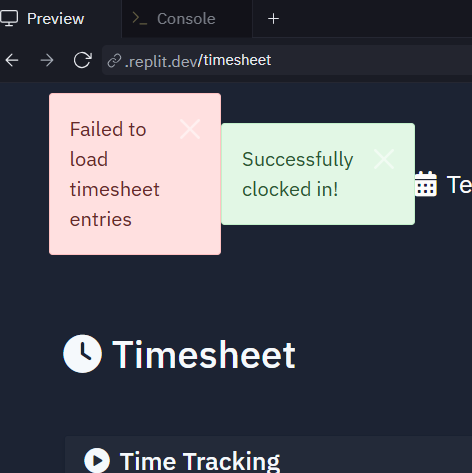 Preview
Console
.replit.dev/timesheet
Failed to
load
timesheet
entries
Successfully
clocked in!
Te
Timesheet
Time Tracking